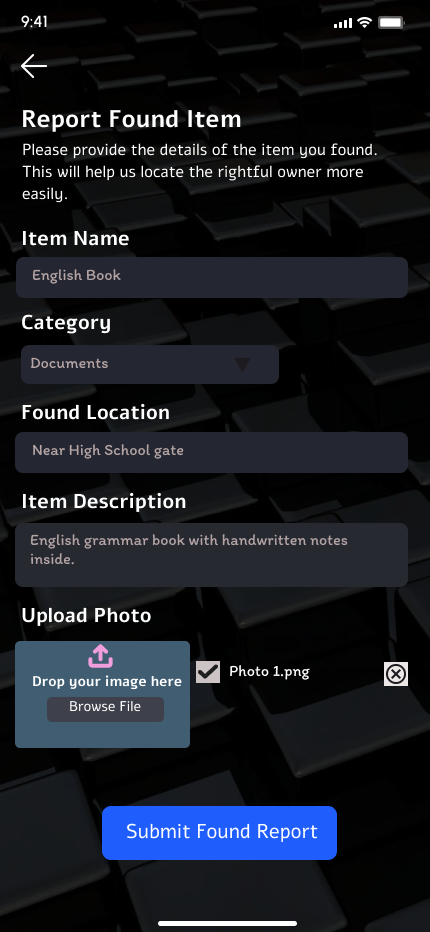 9:41
Report Found Item
Please provide the details of the item you found.
This will help us locate the rightful owner more
easily.
Item Name
English Book
Category
Documents
Found Location
Near High School gate
Item Description
English grammar book with handwritten notes
inside.
Upload Photo
Drop your image here
Browse File
Photo 1.png
Submit Found Report